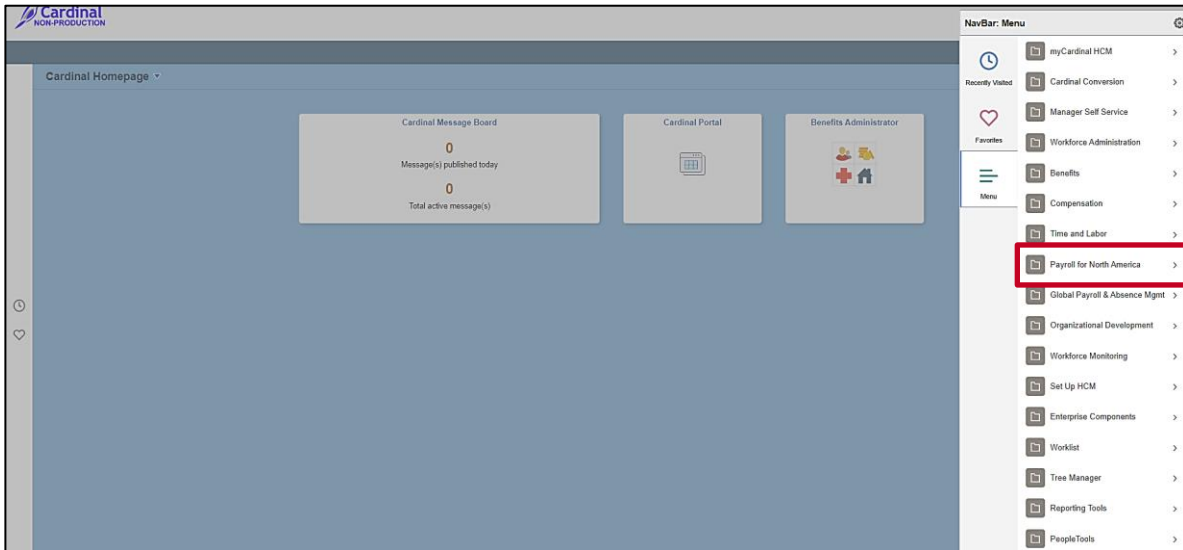 Cardinal
NON-PRODUCTION
Cardinal Homepage
Cardinal Message Board
0
Message(s) published today
0
Total active message(s)
Cardinal Portal
Benefits Administrator
NavBar: Menu
Recently Visited
Favorites
Menu
myCardinal HCM
Cardinal Conversion
Manager Self Service
Workforce Administration
Benefits
Compensation
Time and Labor
Payroll for North America
Global Payroll & Absence Mgmt
Organizational Development
Workforce Monitoring
Set Up HCM
Enterprise Components
Worklist
Tree Manager
Reporting Tools
PeopleTools